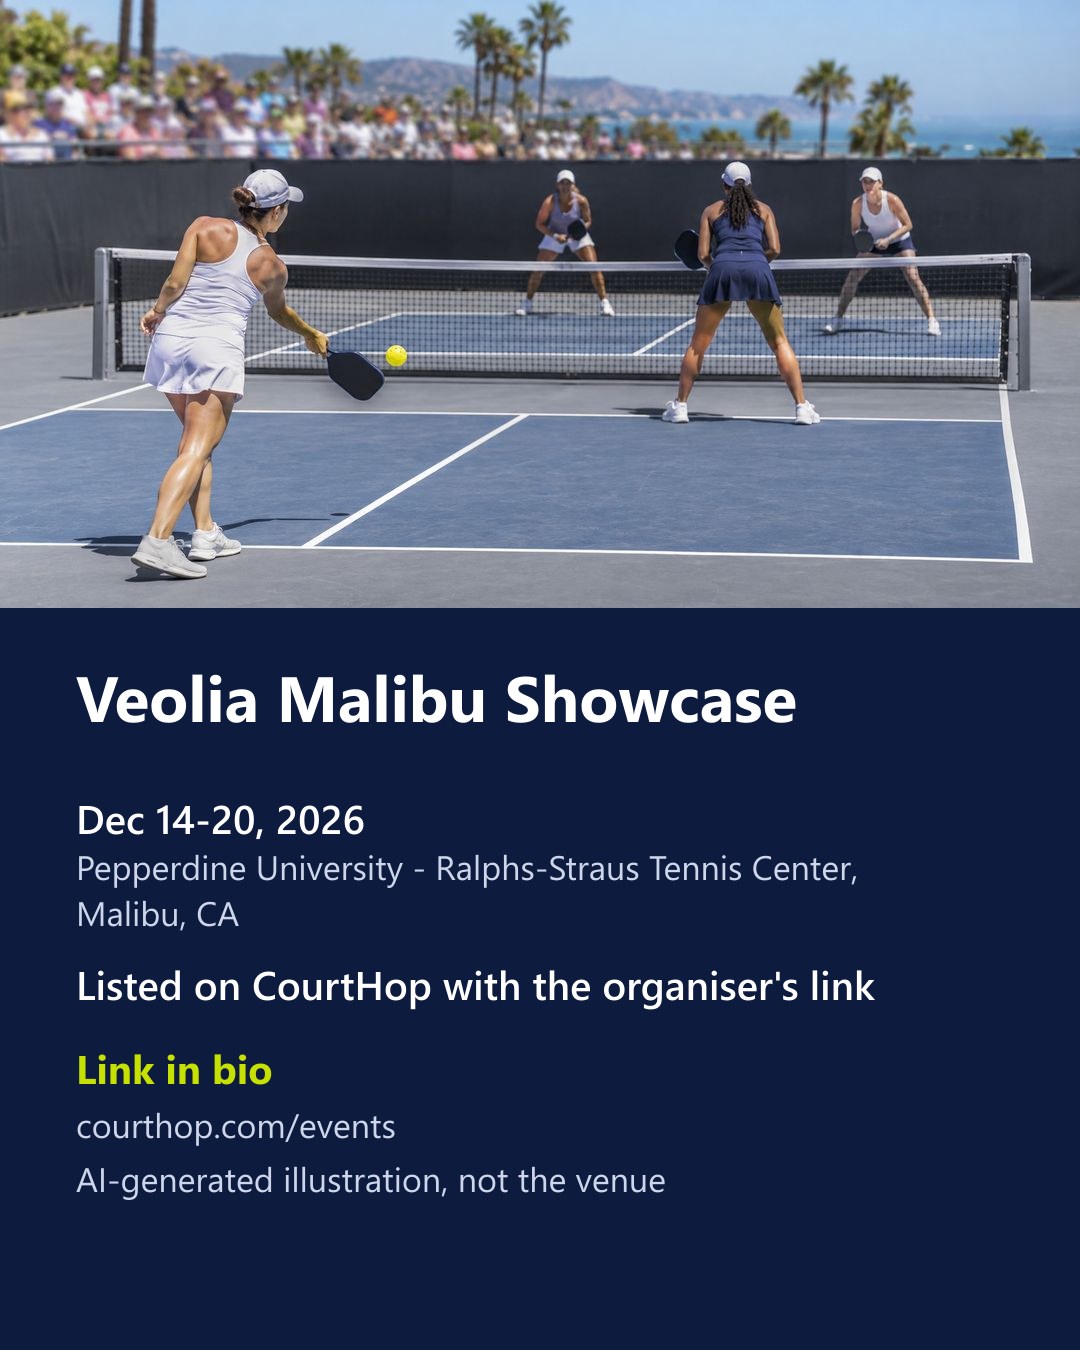 Veolia Malibu Showcase
Dec 14-20, 2026
Pepperdine University - Ralphs-Straus Tennis Center,
Malibu, CA
Listed on CourtHop with the organiser's link
Link in bio
courthop.com/events
AI-generated illustration, not the venue